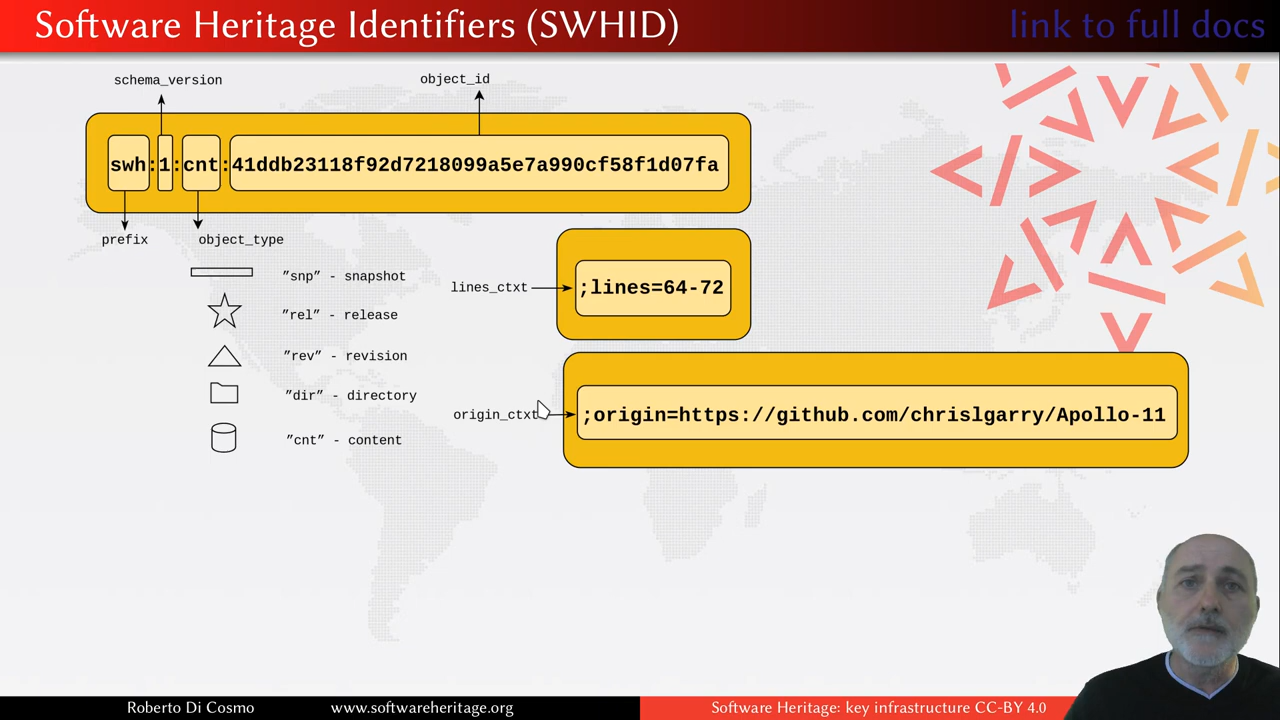 Software Heritage Identifiers (SWHID)
link to full docs
schema_version
object_id
swh:1:cnt:41ddb23118f92d7218099a5e7a990cf58f1d07fa
prefix
object_type
”snp” - snapshot
”rel” - release
”rev” - revision
”dir” - directory
”cnt” - content
lines_ctxt
;lines=64-72
origin_ctxt
;origin=https://github.com/chrislgarry/Apollo-11
Roberto Di Cosmo
www.softwareheritage.org
Software Heritage: key infrastructure CC-BY 4.0